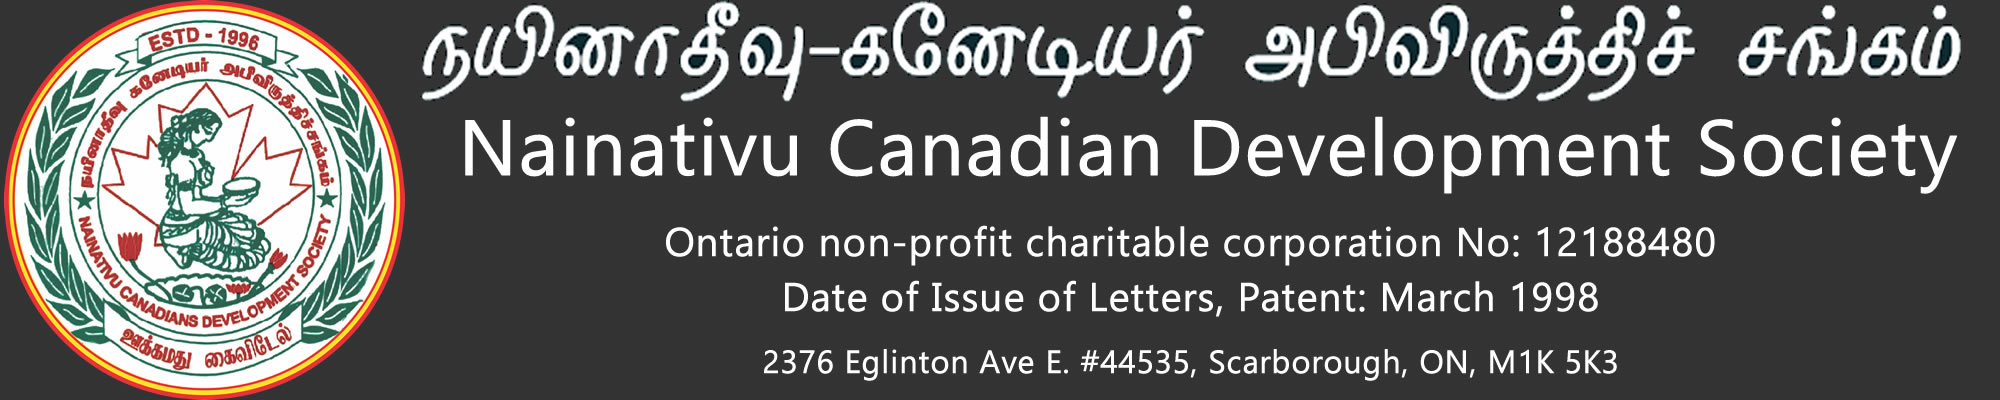 ESTD - 1996
நயினாதீவு கனேடியர் அபிவிருத்திச்சங்கம்
NAINATIVU CANADIANS DEVELOPMENT SOCIETY
ஊக்கமது கைவிடேல்
நயினாதீவு-கனேடியர் அபிவிருத்திச் சங்கம்
Nainativu Canadian Development Society
Ontario non-profit charitable corporation No: 12188480
Date of Issue of Letters, Patent: March 1998
2376 Eglinton Ave E. #44535, Scarborough, ON, M1K 5K3